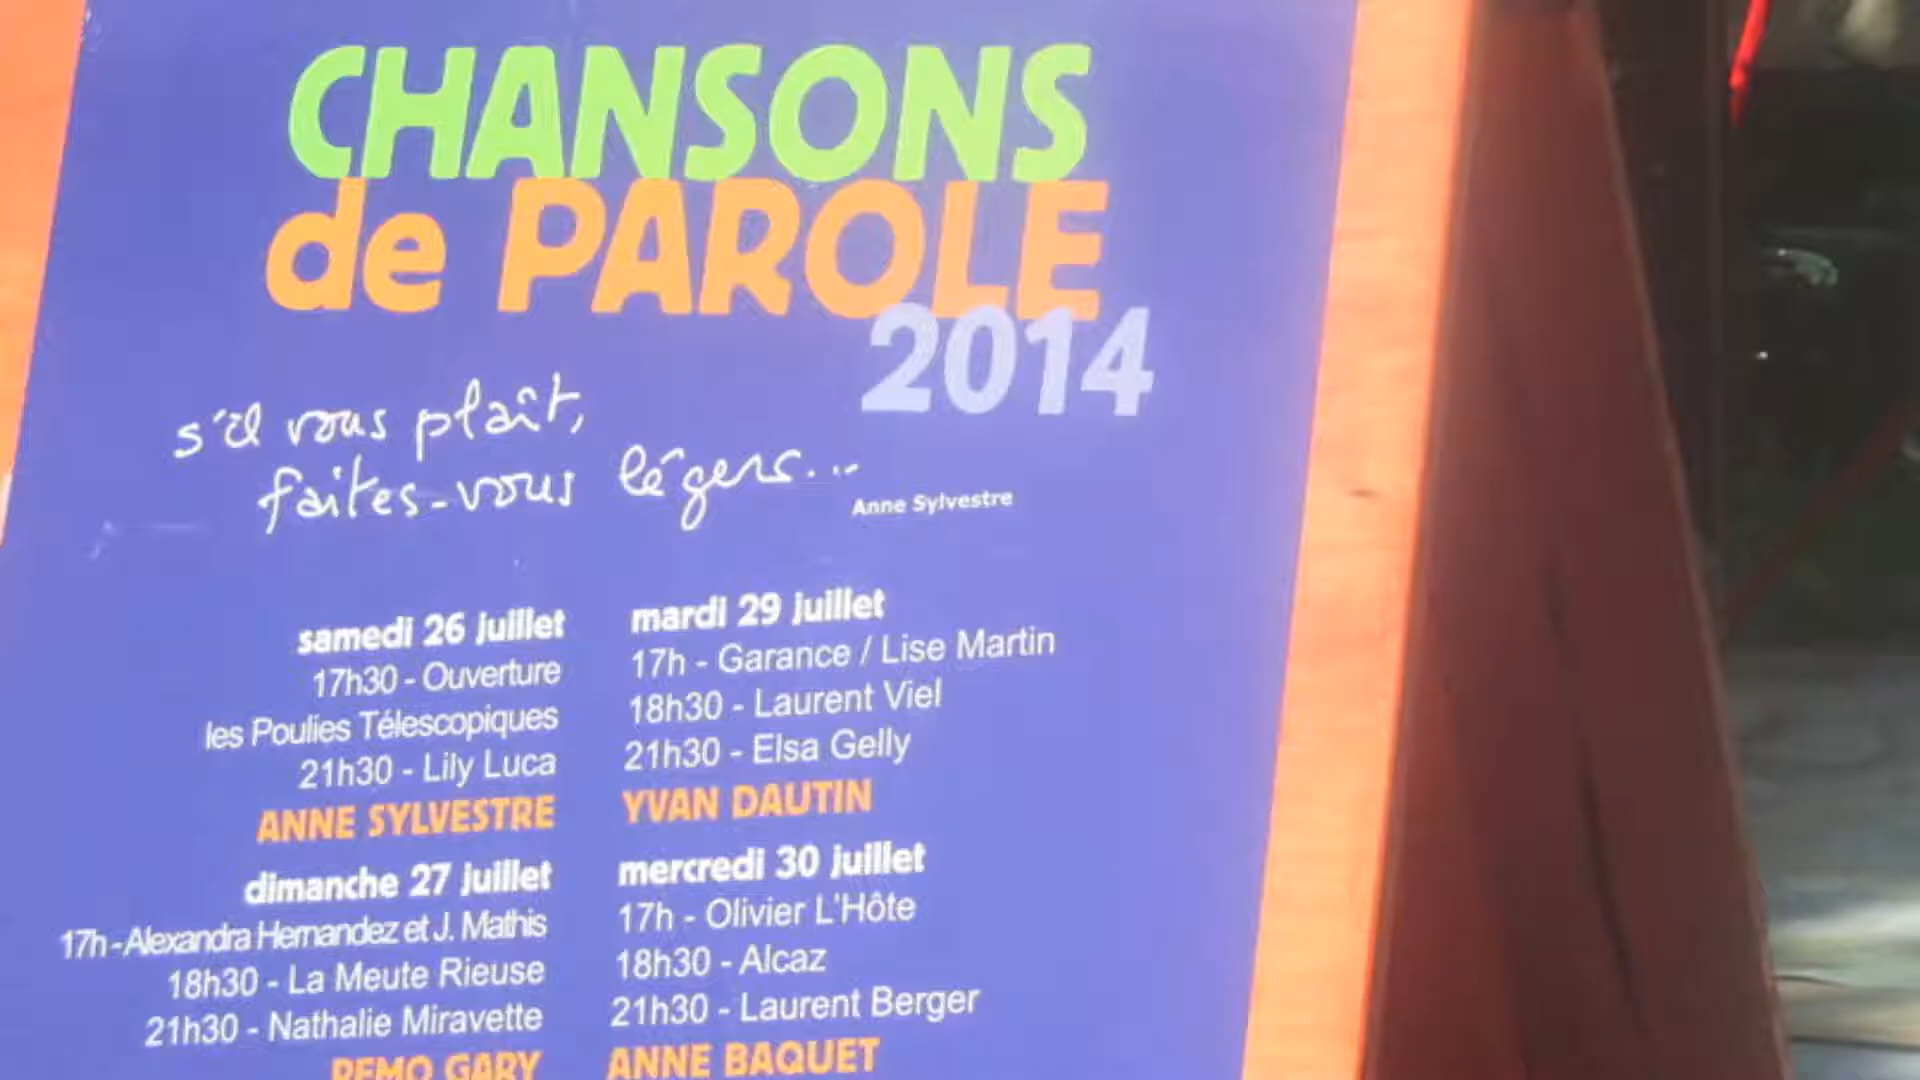 CHANSONS
de PAROLE
2014
s'il vous plaît,
faites-vous légers...
Anne Sylvestre
samedi 26 juillet
17h30 - Ouverture
les Poulies Télescopiques
21h30 - Lily Luca
ANNE SYLVESTRE
dimanche 27 juillet
17h - Alexandra Hernandez et J. Mathis
18h30 - La Meute Rieuse
21h30 - Nathalie Miravette
REMO GARY
mardi 29 juillet
17h - Garance / Lise Martin
18h30 - Laurent Viel
21h30 - Elsa Gelly
YVAN DAUTIN
mercredi 30 juillet
17h - Olivier L'Hôte
18h30 - Alcaz
21h30 - Laurent Berger
ANNE BAQUET